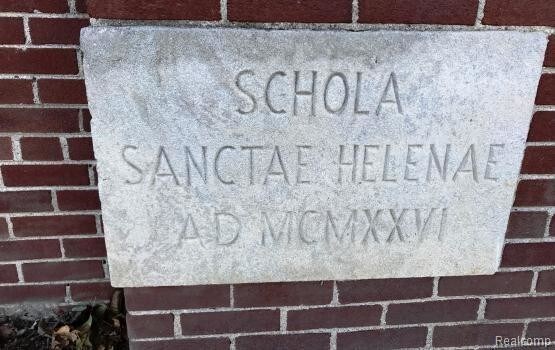 SCHOLA
SANCTAE HELENAE
AD MCMXXVI
Realcomp